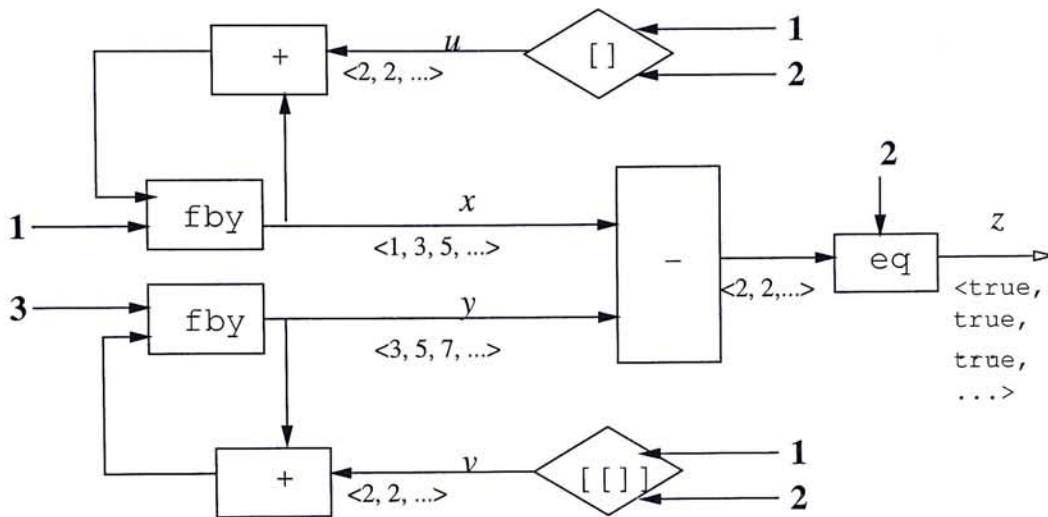 1
u
+
[ ]
<2, 2, ...>
2
2
fby
x
z
1
<1, 3, 5, ...>
-
eq
<2, 2,...>
3
fby
y
<true,
true,
<3, 5, 7, ...>
true,
...>
1
+
v
[ [ ] ]
<2, 2, ...>
2